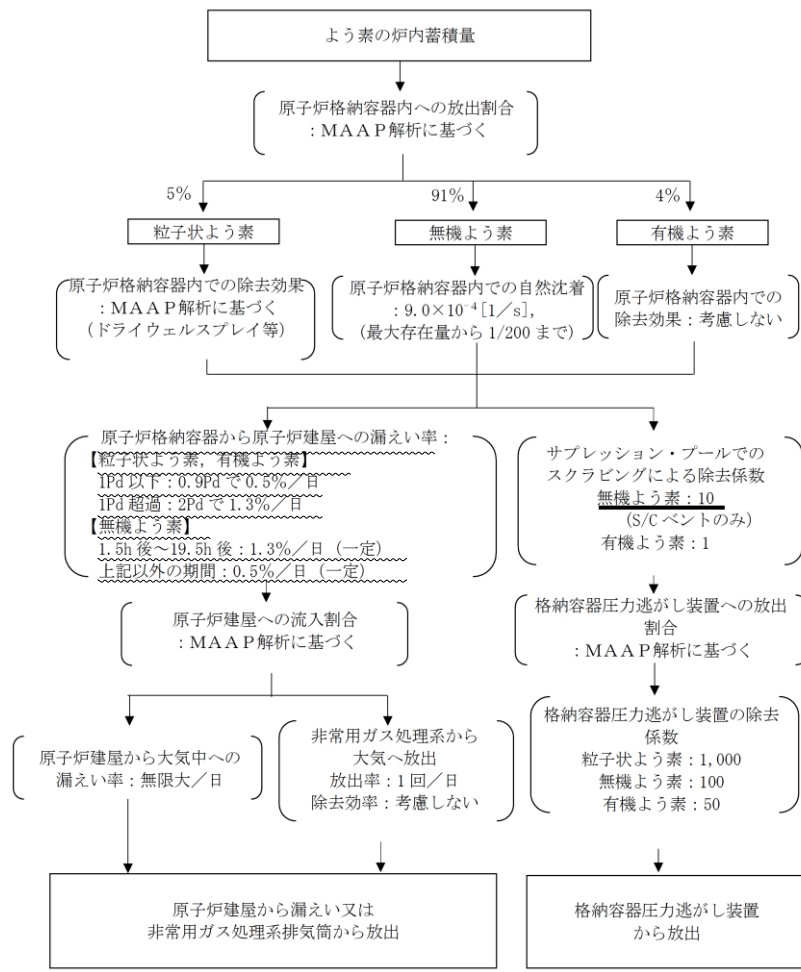 よう素の炉内蓄積量
原子炉格納容器内への放出割合
：ＭＡＡＰ解析に基づく
5%
91%
4%
粒子状よう素
無機よう素
有機よう素
原子炉格納容器内での除去効果
：ＭＡＡＰ解析に基づく
(ドライウェルスプレイ等)
原子炉格納容器内での自然沈着
：9.0×10⁻⁴[1／s],
(最大存在量から 1/200 まで)
原子炉格納容器内での
除去効果：考慮しない
原子炉格納容器から原子炉建屋への漏えい率：
【粒子状よう素，有機よう素】
1Pd 以下：0.9Pd で 0.5%／日
1Pd 超過：2Pd で 1.3%／日
【無機よう素】
1.5h 後～19.5h 後：1.3%／日（一定）
上記以外の期間：0.5%／日（一定）
サプレッション・プールでの
スクラビングによる除去係数
無機よう素：10
(S/C ベントのみ)
有機よう素：1
原子炉建屋への流入割合
：ＭＡＡＰ解析に基づく
格納容器圧力逃がし装置への放出
割合
：ＭＡＡＰ解析に基づく
原子炉建屋から大気中への
漏えい率：無限大／日
非常用ガス処理系から
大気へ放出
放出率：1 回／日
除去効率：考慮しない
格納容器圧力逃がし装置の除去
係数
粒子状よう素：1,000
無機よう素：100
有機よう素：50
原子炉建屋から漏えい又は
非常用ガス処理系排気筒から放出
格納容器圧力逃がし装置
から放出